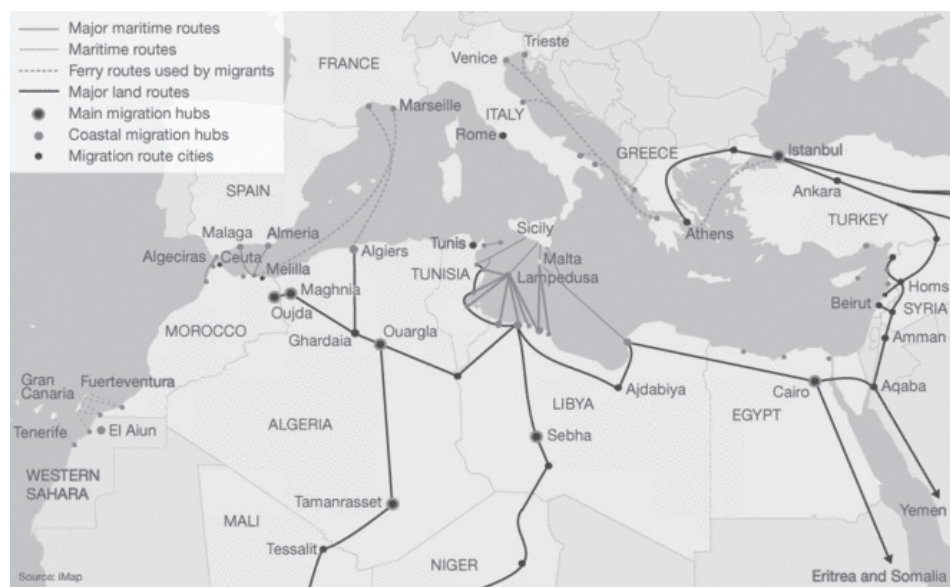 Major maritime routes
Maritime routes
Ferry routes used by migrants
Major land routes
Main migration hubs
Coastal migration hubs
Migration route cities
FRANCE
Trieste
Venice
Marseille
ITALY
Rome
GREECE
Istanbul
Ankara
SPAIN
TURKEY
Athens
Malaga
Almeria
Sicily
Algeciras
Ceuta
Algiers
Tunis
Malta
Melilla
TUNISIA
Lampedusa
Maghnia
Homs
Oujda
Beirut
SYRIA
MOROCCO
Ghardaia
Ouargla
Amman
Gran
Canaria
Fuerteventura
Ajdabiya
Cairo
Aqaba
LIBYA
EGYPT
Tenerife
El Aiun
ALGERIA
Sebha
WESTERN
SAHARA
Tamanrasset
Yemen
MALI
Tessalit
NIGER
Eritrea and Somalia
Source: iMap